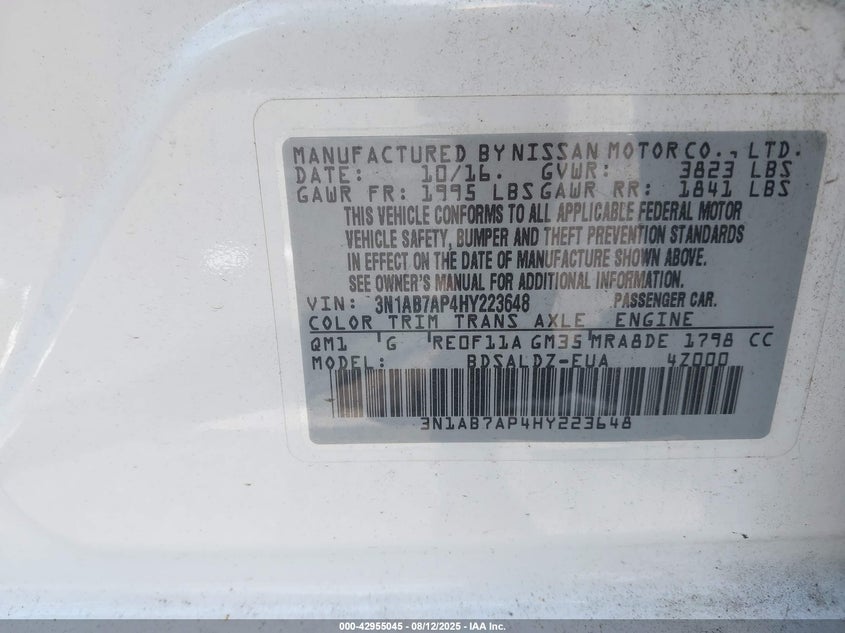 MANUFACTURED BY NISSAN MOTOR CO., LTD.
DATE: 10/16. GVWR: 3823 LBS
GAWR FR: 1995 LBS GAWR RR: 1841 LBS
THIS VEHICLE CONFORMS TO ALL APPLICABLE FEDERAL MOTOR
VEHICLE SAFETY, BUMPER AND THEFT PREVENTION STANDARDS
IN EFFECT ON THE DATE OF MANUFACTURE SHOWN ABOVE.
SEE OWNER'S MANUAL FOR ADDITIONAL INFORMATION.
VIN: 3N1AB7AP4HY223648 PASSENGER CAR.
COLOR TRIM TRANS AXLE ENGINE
QM1 'G 'RE0F11A GM35'MRA8DE 1798 CC
MODEL: BDSALDZ-EUA 4Z000
3N1AB7AP4HY223648
000-42955045 - 08/12/2025 - IAA Inc.